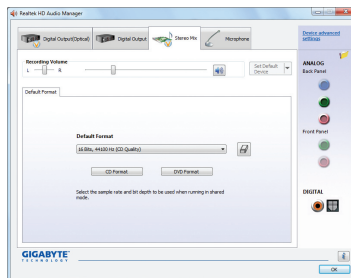 Realtek HD Audio Manager
Digital Output(Optical)
Digital Output
Stereo Mix
Microphone
Device advanced
settings
Recording Volume
L
R
Set Default
Device
ANALOG
Back Panel
Default Format
Default Format
16 Bits, 44100 Hz (CD Quality)
CD Format
DVD Format
Select the sample rate and bit depth to be used when running in shared
mode.
Front Panel
DIGITAL
GIGABYTE
TECHNOLOGY
OK